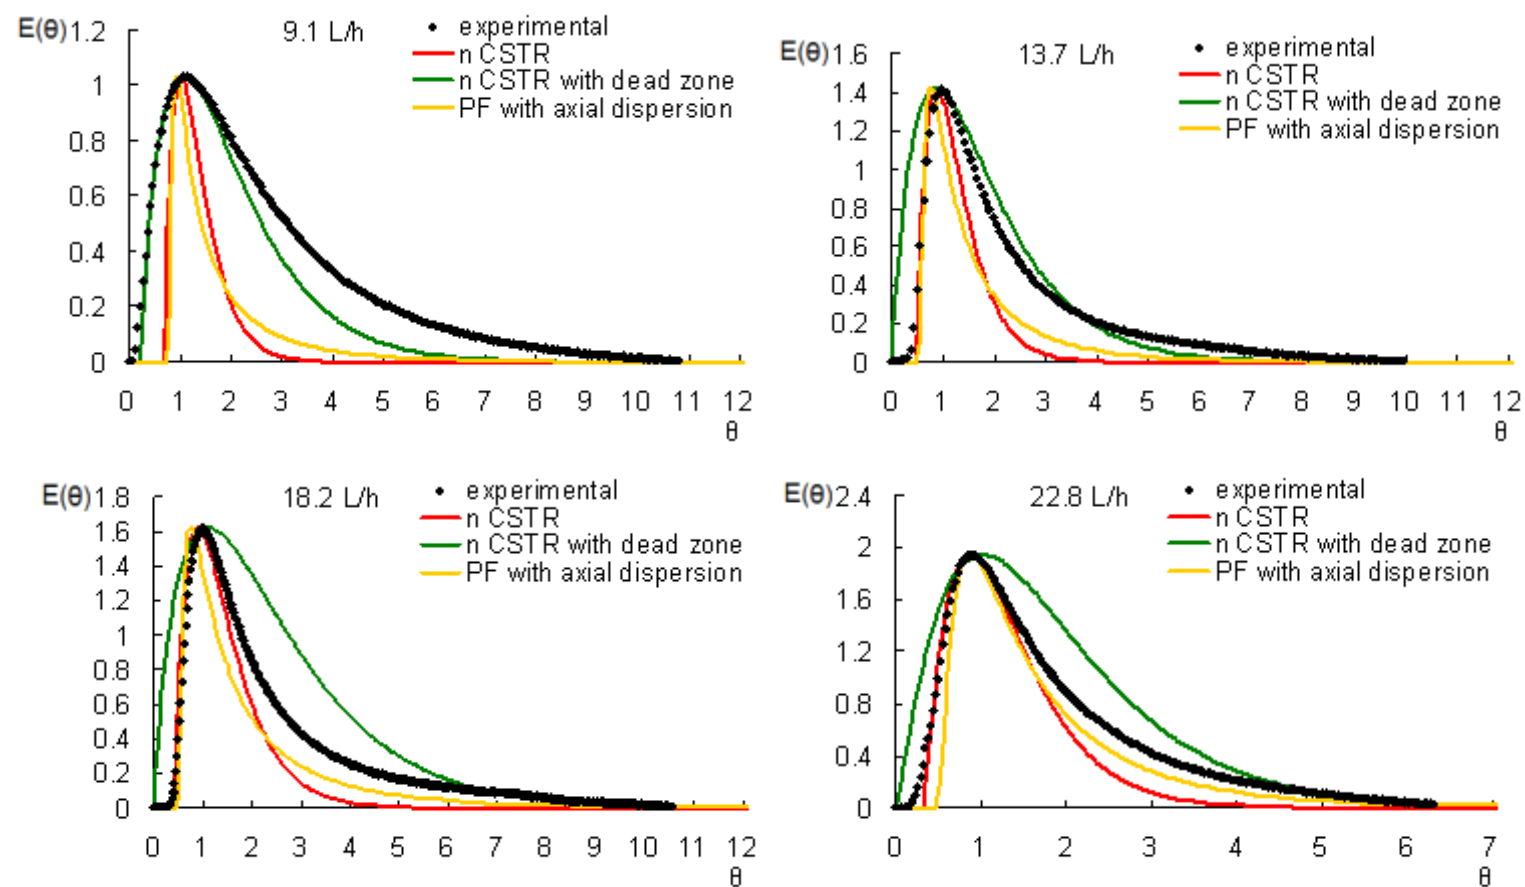 E(θ) 1.2
9.1 L/h
experimental
n CSTR
n CSTR with dead zone
PF with axial dispersion
1
0.8
0.6
0.4
0.2
0
0 1 2 3 4 5 6 7 8 9 10 11 12
θ
E(θ) 1.6
13.7 L/h
experimental
n CSTR
n CSTR with dead zone
PF with axial dispersion
1.4
1.2
1
0.8
0.6
0.4
0.2
0
0 1 2 3 4 5 6 7 8 9 10 11 12
θ
E(θ) 1.8
18.2 L/h
experimental
n CSTR
n CSTR with dead zone
PF with axial dispersion
1.6
1.4
1.2
1
0.8
0.6
0.4
0.2
0
0 1 2 3 4 5 6 7 8 9 10 11 12
θ
E(θ) 2.4
22.8 L/h
experimental
n CSTR
n CSTR with dead zone
PF with axial dispersion
2
1.6
1.2
0.8
0.4
0
0 1 2 3 4 5 6 7
θ